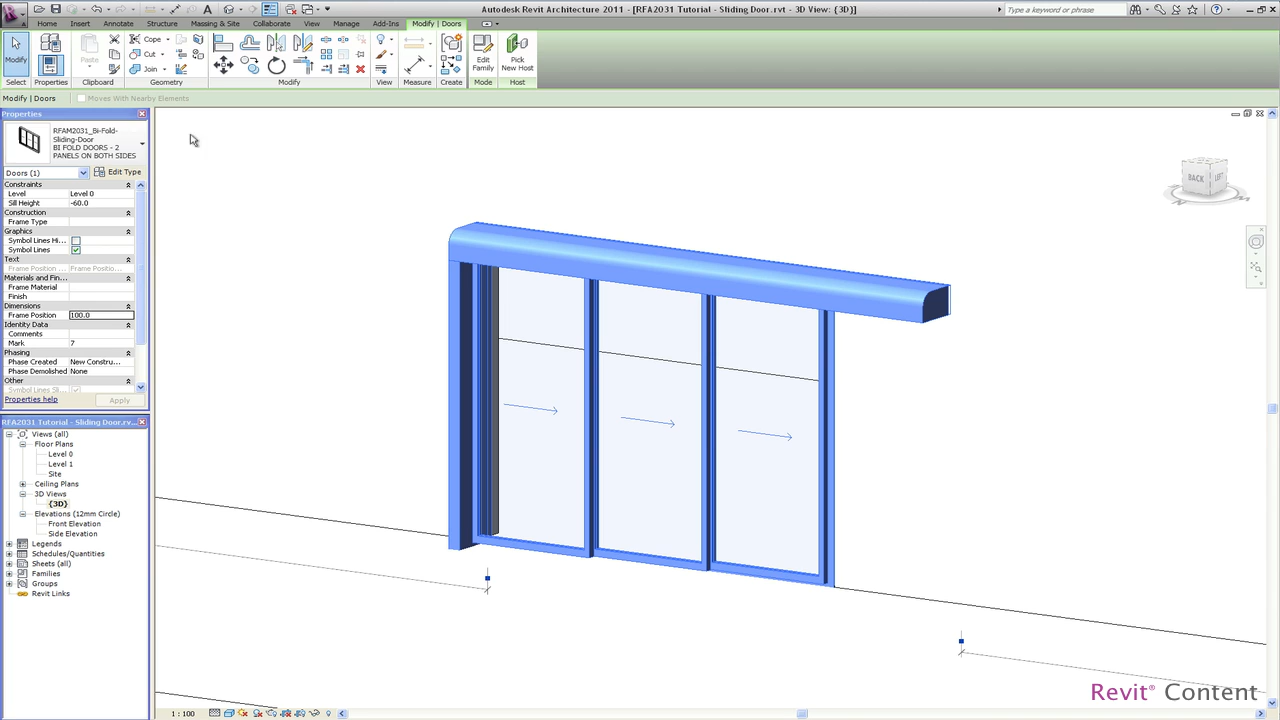 Autodesk Revit Architecture 2011 - [RFA2031 Tutorial - Sliding Door.rvt - 3D View: {3D}]
Type a keyword or phrase
Home Insert Annotate Structure Massing & Site Collaborate View Manage Add-Ins Modify | Doors
Modify Paste Cope Cut Join Edit Family Pick New Host
Select Properties Clipboard Geometry Modify View Measure Create Mode Host
Modify | Doors Moves With Nearby Elements
Properties
RFAM2031_Bi-Fold-
Sliding-Door
BI FOLD DOORS - 2
PANELS ON BOTH SIDES
Doors (1) Edit Type
Constraints
Level Level 0
Sill Height -60.0
Construction
Frame Type
Graphics
Symbol Lines Hi...
Symbol Lines
Text
Frame Position ... Frame Positio...
Materials and Fin...
Frame Material
Finish
Dimensions
Frame Position 100.0
Identity Data
Comments
Mark 7
Phasing
Phase Created New Constru...
Phase Demolished None
Other
Symbol Lines Sli...
Properties help Apply
RFA2031 Tutorial - Sliding Door.rv...
Views (all)
Floor Plans
Level 0
Level 1
Site
Ceiling Plans
3D Views
{3D}
Elevations (12mm Circle)
Front Elevation
Side Elevation
Legends
Schedules/Quantities
Sheets (all)
Families
Groups
Revit Links
BACK LEFT
1 : 100
Revit® Content